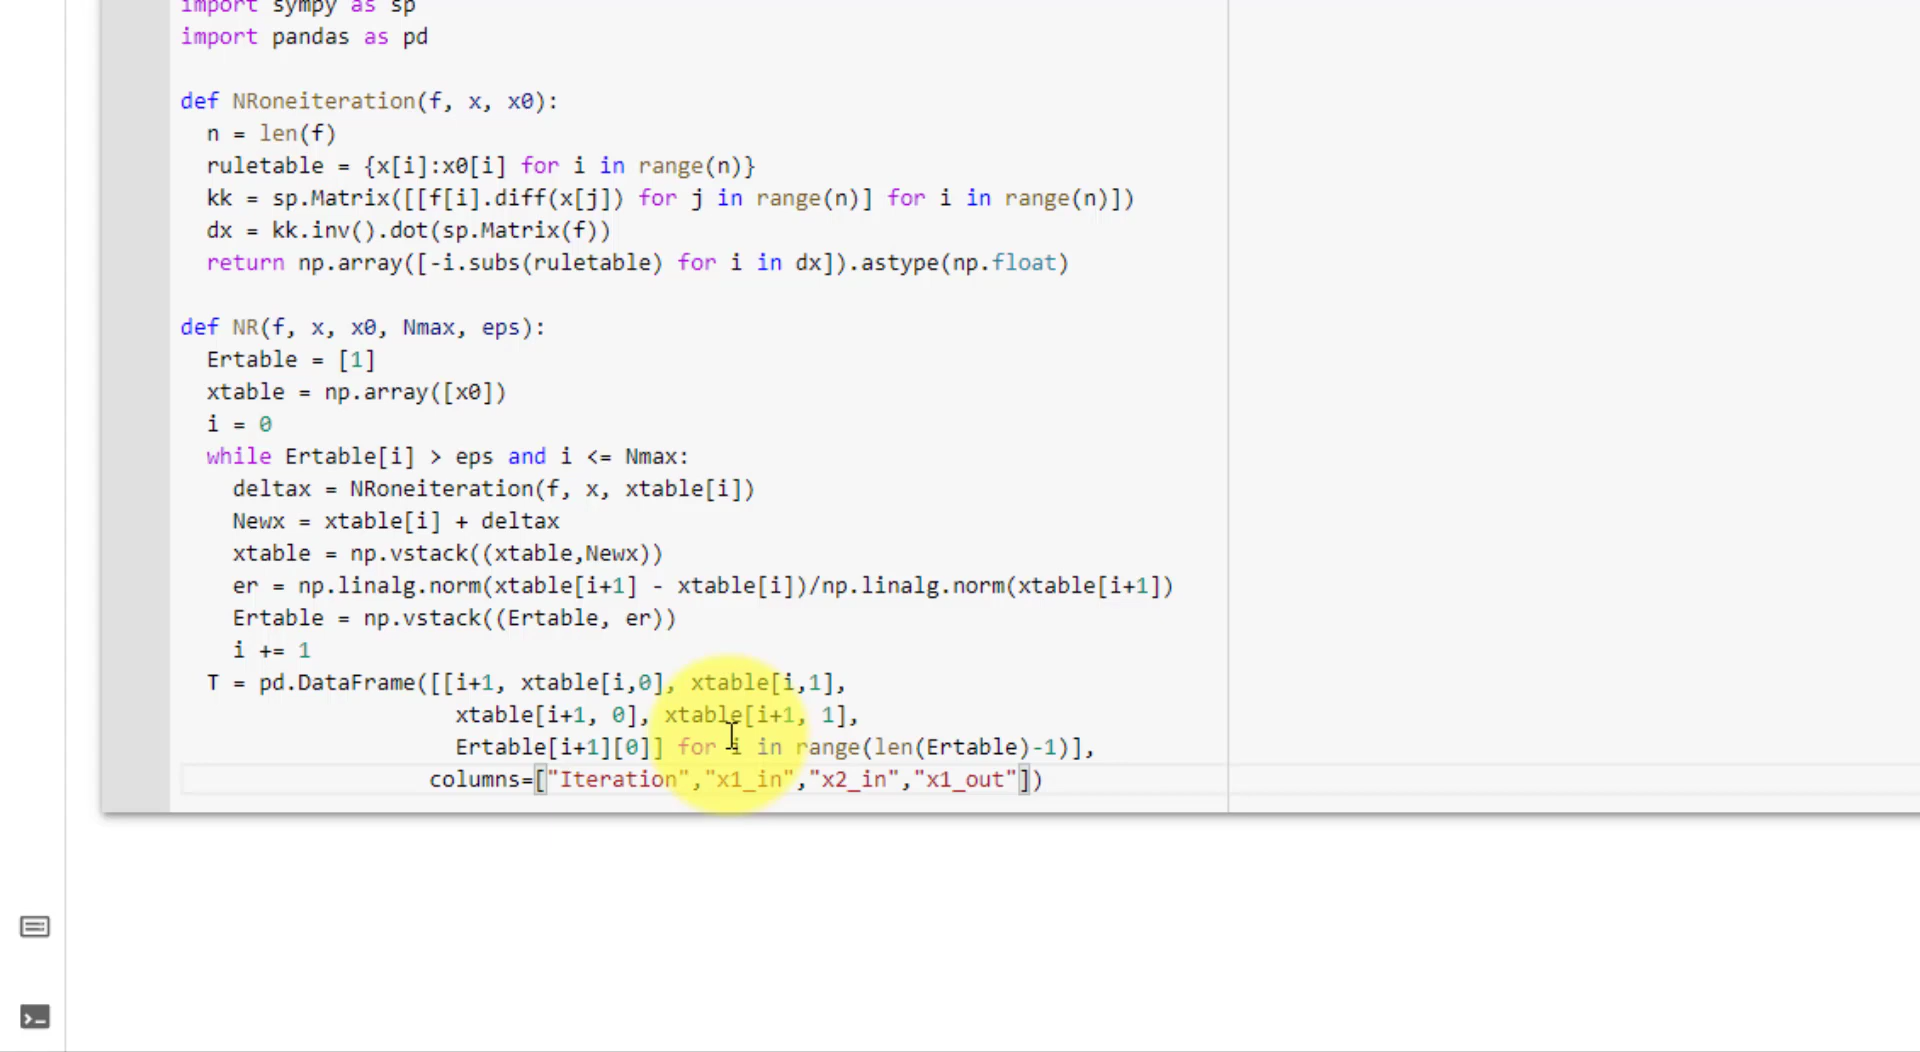 import sympy as sp
import pandas as pd
def NRoneiteration(f, x, x0):
  n = len(f)
  ruletable = {x[i]:x0[i] for i in range(n)}
  kk = sp.Matrix([[f[i].diff(x[j]) for j in range(n)] for i in range(n)])
  dx = kk.inv().dot(sp.Matrix(f))
  return np.array([-i.subs(ruletable) for i in dx]).astype(np.float)
def NR(f, x, x0, Nmax, eps):
  Ertable = [1]
  xtable = np.array([x0])
  i = 0
  while Ertable[i] > eps and i <= Nmax:
    deltax = NRoneiteration(f, x, xtable[i])
    Newx = xtable[i] + deltax
    xtable = np.vstack((xtable,Newx))
    er = np.linalg.norm(xtable[i+1] - xtable[i])/np.linalg.norm(xtable[i+1])
    Ertable = np.vstack((Ertable, er))
    i += 1
  T = pd.DataFrame([[i+1, xtable[i,0], xtable[i,1],
                     xtable[i+1, 0], xtable[i+1, 1],
                     Ertable[i+1][0]] for i in range(len(Ertable)-1)],
                   columns=["Iteration","x1_in","x2_in","x1_out"])